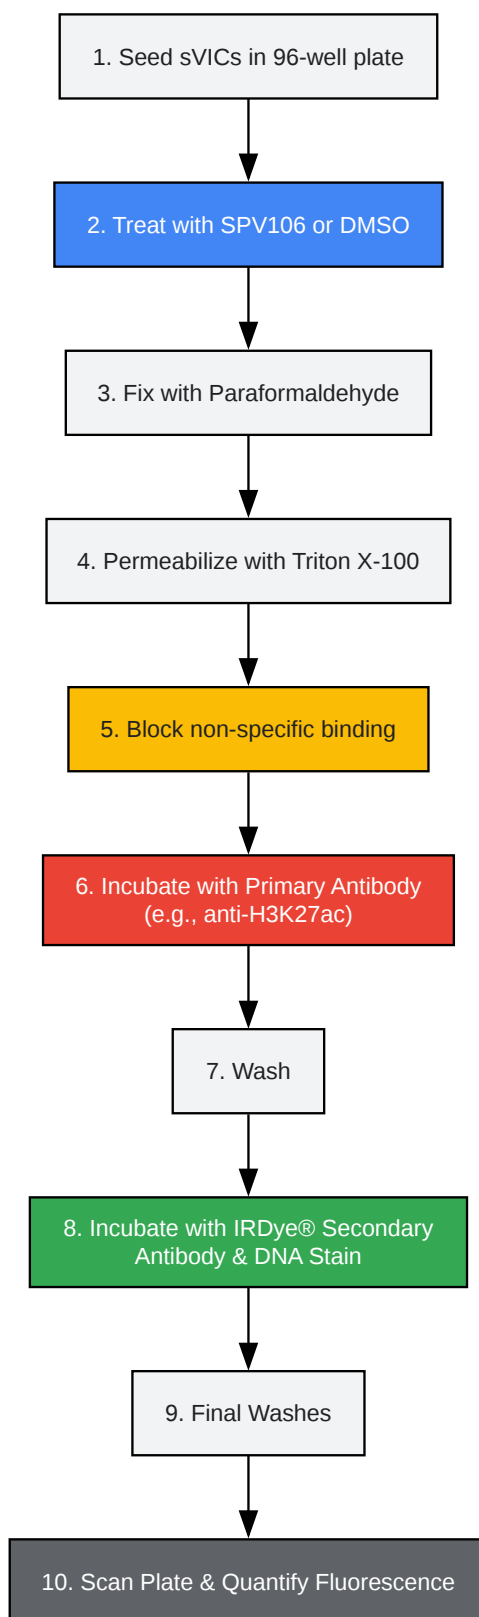 1. Seed sVICs in 96-well plate
2. Treat with SPV106 or DMSO
3. Fix with Paraformaldehyde
4. Permeabilize with Triton X-100
5. Block non-specific binding
6. Incubate with Primary Antibody
(e.g., anti-H3K27ac)
7. Wash
8. Incubate with IRDye® Secondary
Antibody & DNA Stain
9. Final Washes
10. Scan Plate & Quantify Fluorescence